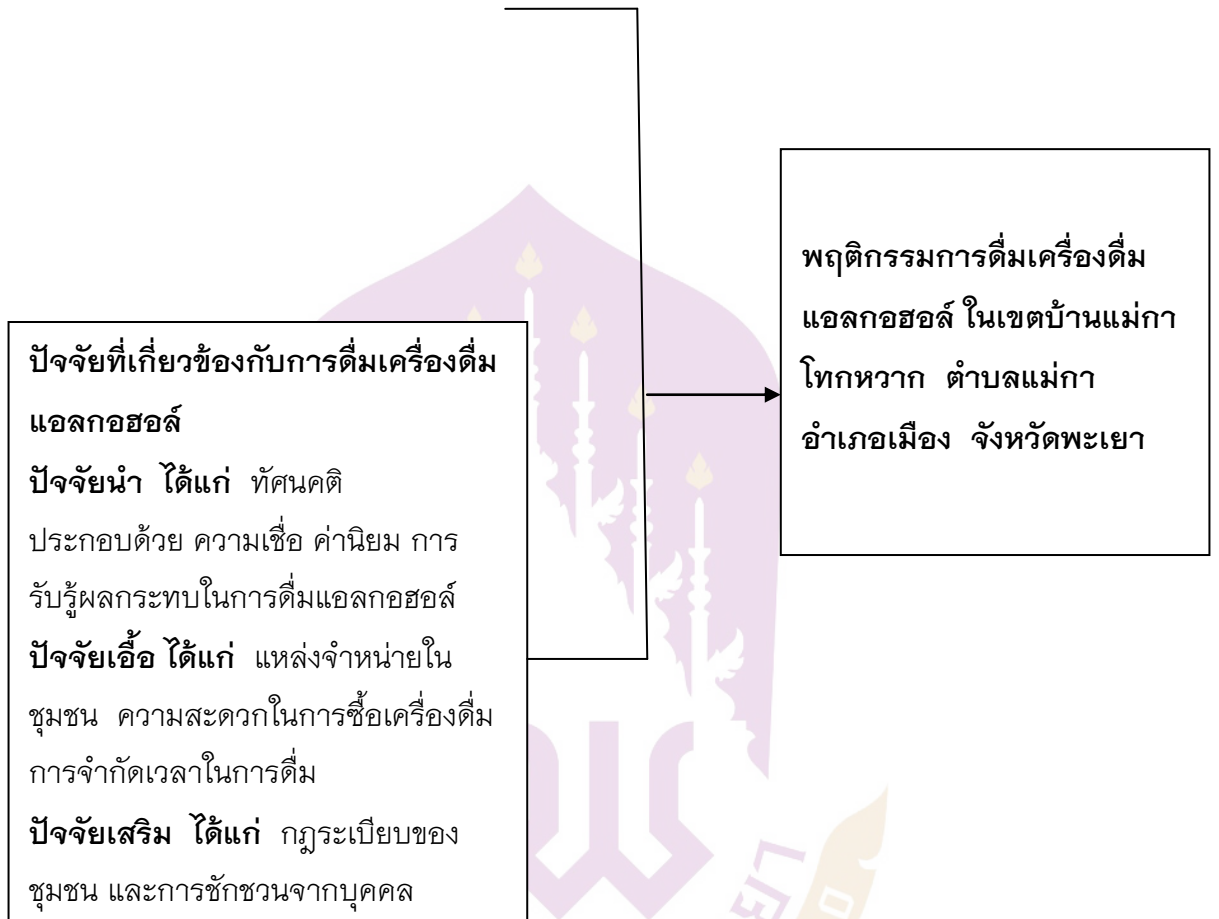 ปัจจัยที่เกี่ยวข้องกับการดื่มเครื่องดื่ม
แอลกอฮอล์
ปัจจัยนำ ได้แก่ ทัศนคติ
ประกอบด้วย ความเชื่อ ค่านิยม การ
รับรู้ผลกระทบในการดื่มแอลกอฮอล์
ปัจจัยเอื้อ ได้แก่ แหล่งจำหน่ายใน
ชุมชน ความสะดวกในการซื้อเครื่องดื่ม
การจำกัดเวลาในการดื่ม
ปัจจัยเสริม ได้แก่ กฎระเบียบของ
ชุมชน และการชักชวนจากบุคคล
พฤติกรรมการดื่มเครื่องดื่ม
แอลกอฮอล์ ในเขตบ้านแม่กา
โทกหวาก ตำบลแม่กา
อำเภอเมือง จังหวัดพะเยา